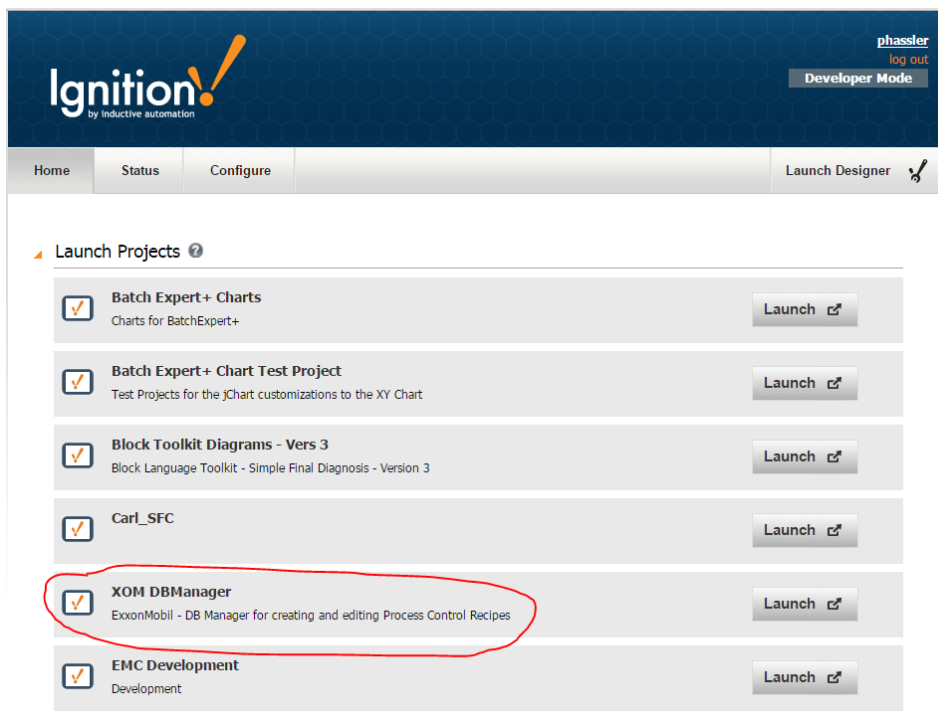 phassler
log out
Developer Mode
Ignition!
by inductive automation
Home Status Configure Launch Designer
Launch Projects ?
Batch Expert+ Charts
Charts for BatchExpert+
Launch
Batch Expert+ Chart Test Project
Test Projects for the jChart customizations to the XY Chart
Launch
Block Toolkit Diagrams - Vers 3
Block Language Toolkit - Simple Final Diagnosis - Version 3
Launch
Carl_SFC
Launch
XOM DBManager
ExxonMobil - DB Manager for creating and editing Process Control Recipes
Launch
EMC Development
Development
Launch